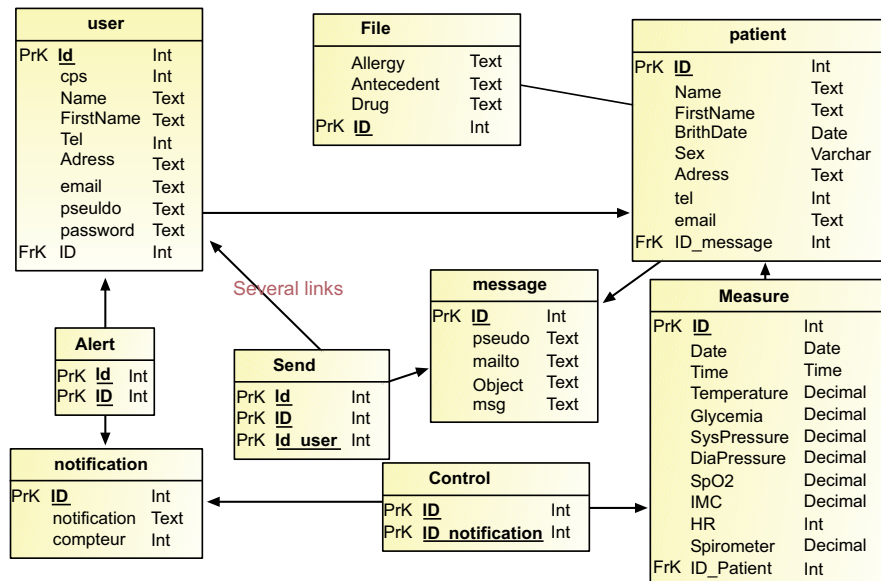 user
PrK Id Int
cps Int
Name Text
FirstName Text
Tel Int
Adress Text
email Text
pseuldo Text
password Text
FrK ID Int
File
Allergy Text
Antecedent Text
Drug Text
PrK ID Int
patient
PrK ID Int
Name Text
FirstName Text
BrithDate Date
Sex Varchar
Adress Text
tel Int
email Text
FrK ID_message Int
Several links
message
PrK ID Int
pseudo Text
mailto Text
Object Text
msg Text
Measure
PrK ID Int
Date Date
Time Time
Temperature Decimal
Glycemia Decimal
SysPressure Decimal
DiaPressure Decimal
SpO2 Decimal
IMC Decimal
HR Int
Spirometer Decimal
FrK ID_Patient Int
Alert
PrK Id Int
PrK ID Int
Send
PrK Id Int
PrK ID Int
PrK Id_user Int
notification
PrK ID Int
notification Text
compteur Int
Control
PrK ID Int
PrK ID_notification Int